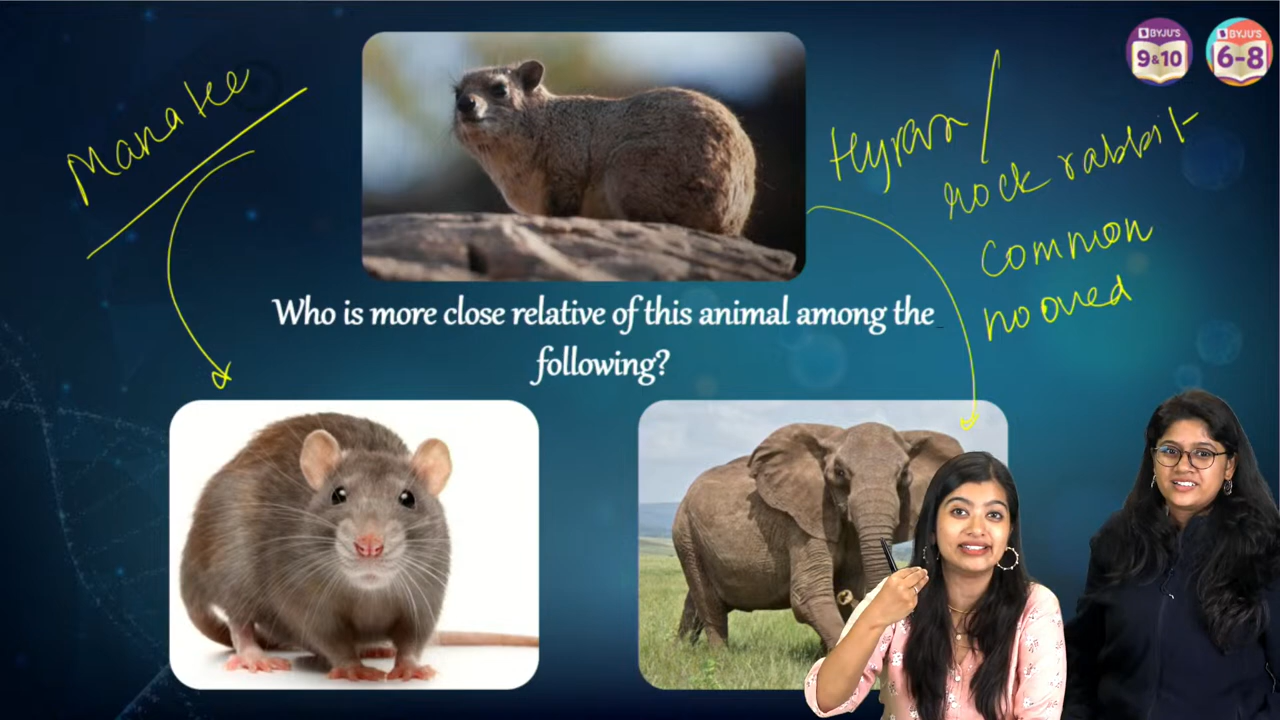 BYJU'S
9&10
BYJU'S
6-8
Manatee
Hyrax /
rock rabbit
common
hooved
Who is more close relative of this animal among the
following?